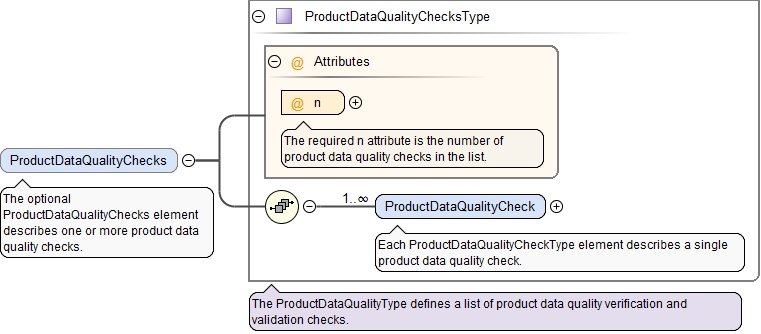 ProductDataQualityChecksType
@ Attributes
@ n
The required n attribute is the number of
product data quality checks in the list.
ProductDataQualityChecks
The optional
ProductDataQualityChecks element
describes one or more product data
quality checks.
1..∞
ProductDataQualityCheck
Each ProductDataQualityCheckType element describes a single
product data quality check.
The ProductDataQualityType defines a list of product data quality verification and
validation checks.